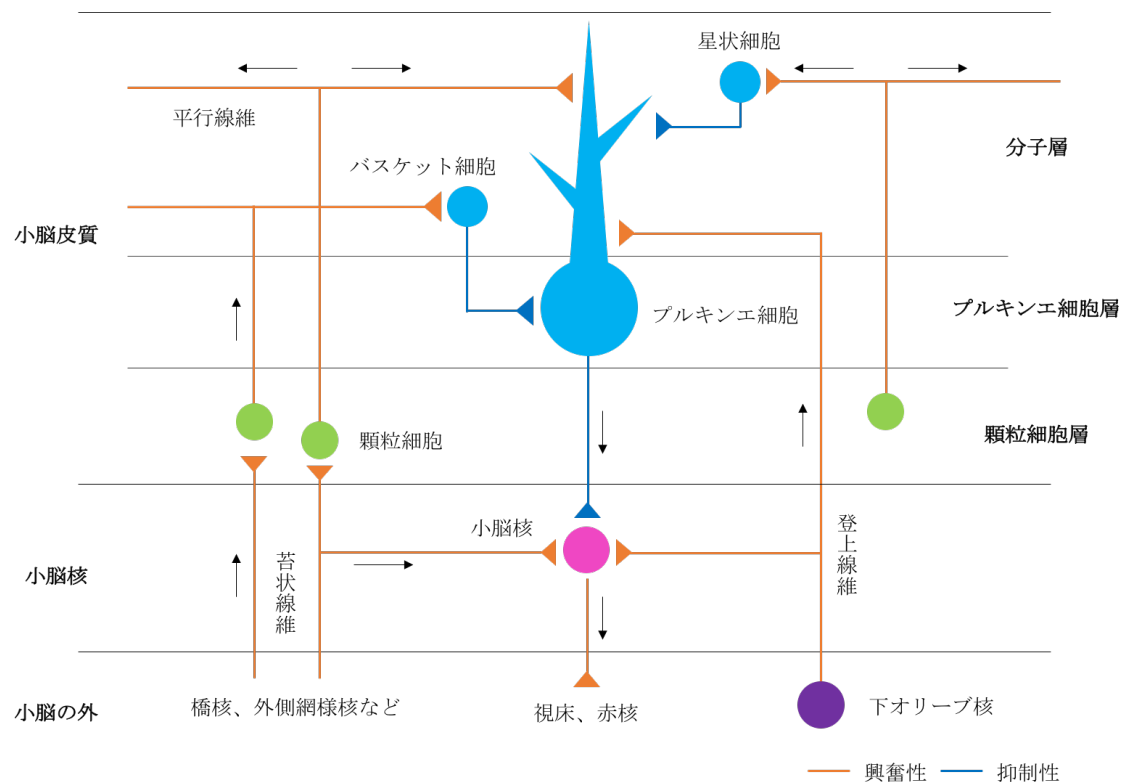 星状細胞
平行線維
分子層
バスケット細胞
小脳皮質
プルキンエ細胞
プルキンエ細胞層
顆粒細胞
顆粒細胞層
小脳核
登上線維
小脳核
苔状線維
橋核、外側網様核など
視床、赤核
下オリーブ核
小脳の外
興奮性
抑制性